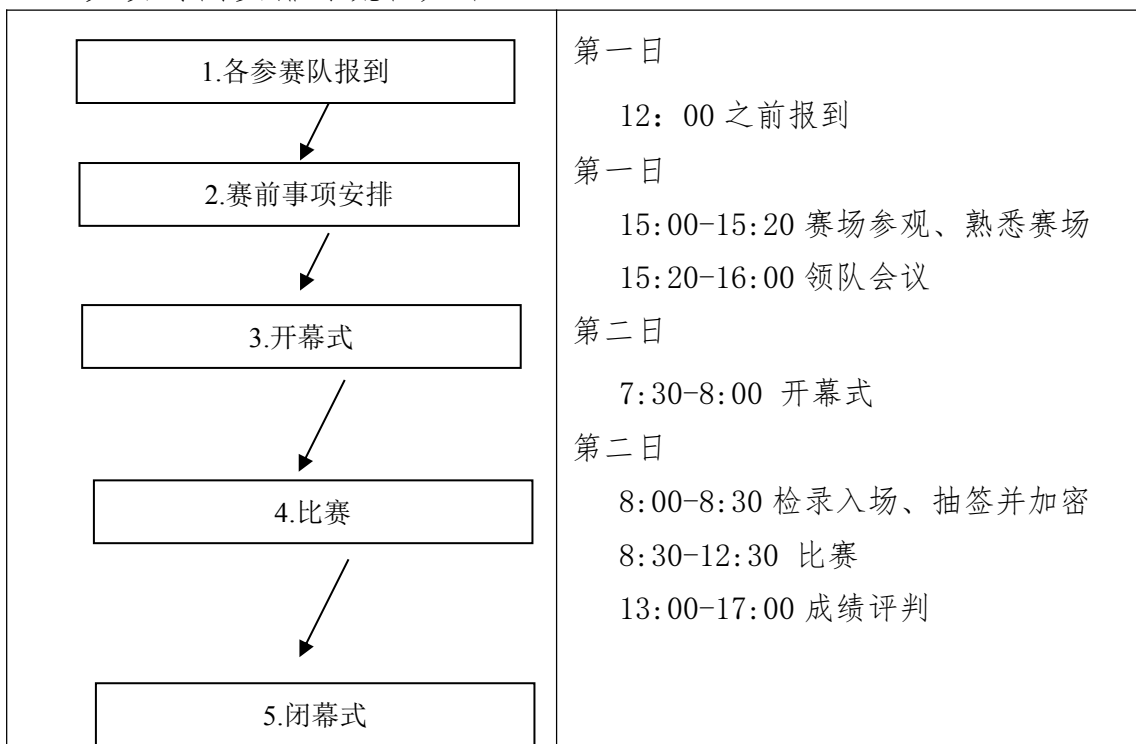 1.各参赛队报到
2.赛前事项安排
3.开幕式
4.比赛
5.闭幕式
第一日
12：00 之前报到
第一日
15:00-15:20 赛场参观、熟悉赛场
15:20-16:00 领队会议
第二日
7:30-8:00 开幕式
第二日
8:00-8:30 检录入场、抽签并加密
8:30-12:30 比赛
13:00-17:00 成绩评判